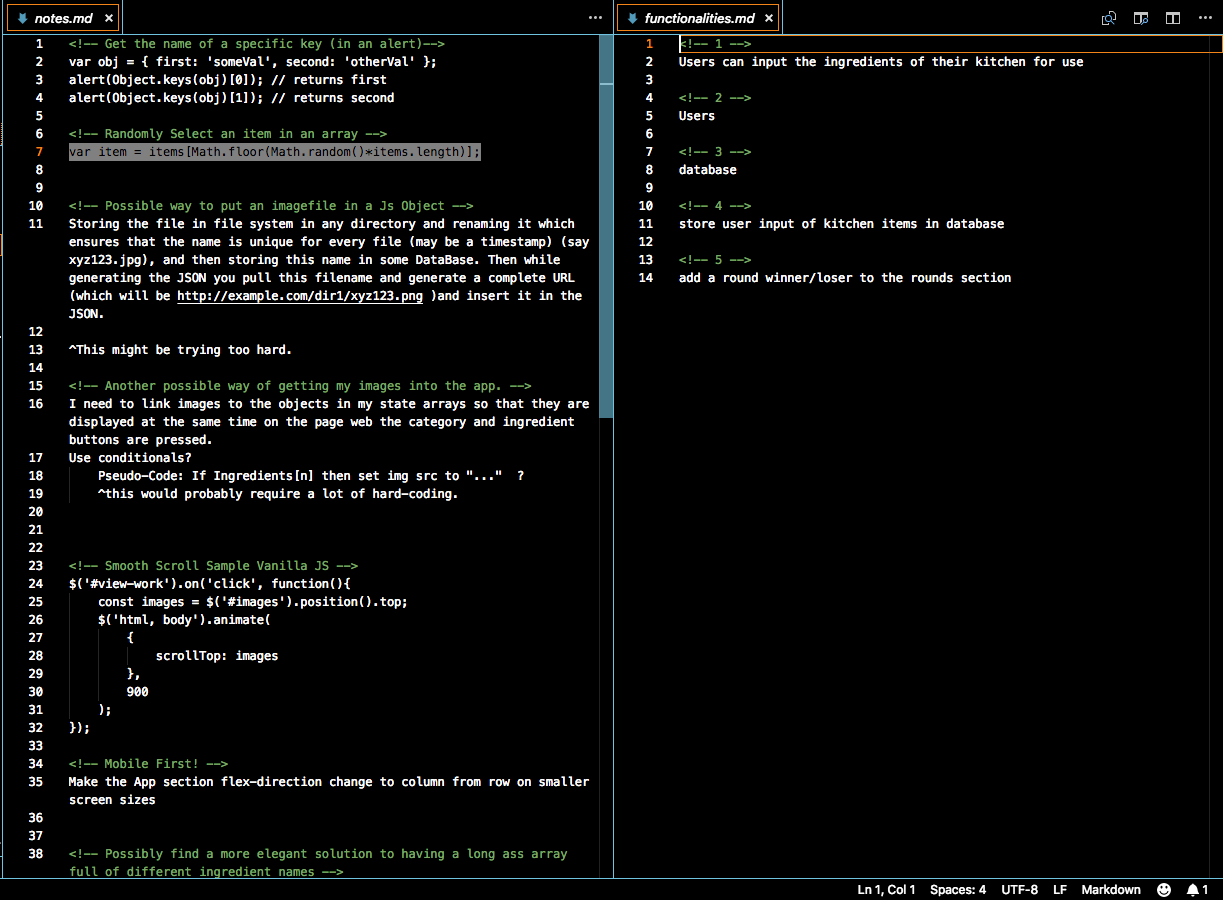 notes.md ×
1 <!-- Get the name of a specific key (in an alert)-->
2 var obj = { first: 'someVal', second: 'otherVal' };
3 alert(Object.keys(obj)[0]); // returns first
4 alert(Object.keys(obj)[1]); // returns second
5
6 <!-- Randomly Select an item in an array -->
7 var item = items[Math.floor(Math.random()*items.length)];
8
9
10 <!-- Possible way to put an imagefile in a Js Object -->
11 Storing the file in file system in any directory and renaming it which
ensures that the name is unique for every file (may be a timestamp) (say
xyz123.jpg), and then storing this name in some DataBase. Then while
generating the JSON you pull this filename and generate a complete URL
(which will be http://example.com/dir1/xyz123.png )and insert it in the
JSON.
12
13 ^This might be trying too hard.
14
15 <!-- Another possible way of getting my images into the app. -->
16 I need to link images to the objects in my state arrays so that they are
displayed at the same time on the page web the category and ingredient
buttons are pressed.
17 Use conditionals?
18     Pseudo-Code: If Ingredients[n] then set img src to "..."  ?
19     ^this would probably require a lot of hard-coding.
20
21
22
23 <!-- Smooth Scroll Sample Vanilla JS -->
24 $('#view-work').on('click', function(){
25     const images = $('#images').position().top;
26     $('html, body').animate(
27         {
28             scrollTop: images
29         },
30         900
31     );
32 });
33
34 <!-- Mobile First! -->
35 Make the App section flex-direction change to column from row on smaller
screen sizes
36
37
38 <!-- Possibly find a more elegant solution to having a long ass array
full of different ingredient names -->
functionalities.md ×
1 <!-- 1 -->
2 Users can input the ingredients of their kitchen for use
3
4 <!-- 2 -->
5 Users
6
7 <!-- 3 -->
8 database
9
10 <!-- 4 -->
11 store user input of kitchen items in database
12
13 <!-- 5 -->
14 add a round winner/loser to the rounds section
Ln 1, Col 1 Spaces: 4 UTF-8 LF Markdown 1